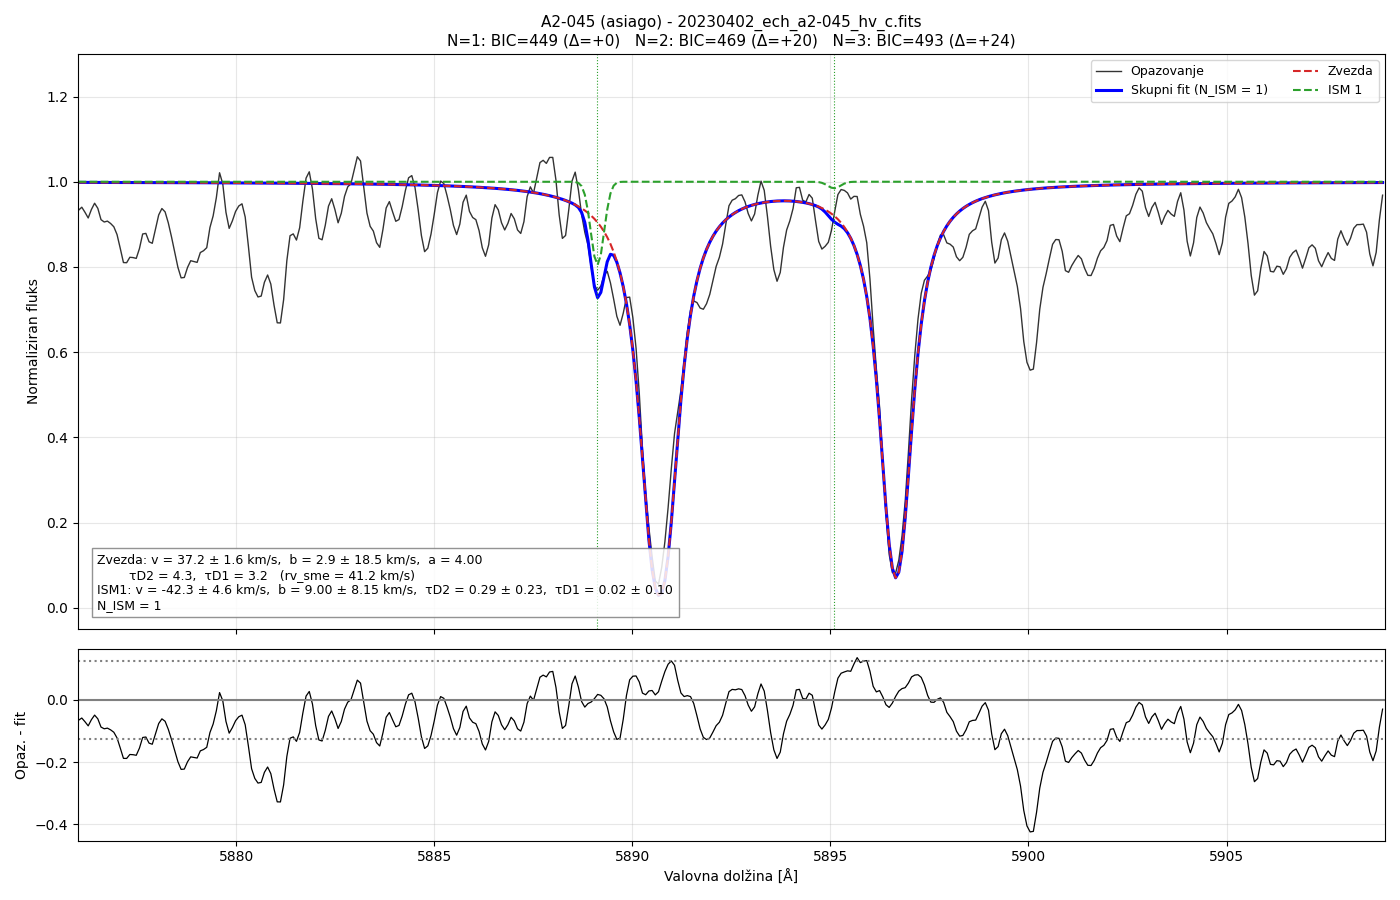 A2-045 (asiago) - 20230402_ech_a2-045_hv_c.fits
N=1: BIC=449 (Δ=+0)   N=2: BIC=469 (Δ=+20)   N=3: BIC=493 (Δ=+24)
Opazovanje
Skupni fit (N_ISM = 1)
Zvezda
ISM 1
Normaliziran fluks
1.2
1.0
0.8
0.6
0.4
0.2
0.0
Zvezda: v = 37.2 ± 1.6 km/s,  b = 2.9 ± 18.5 km/s,  a = 4.00
τD2 = 4.3,  τD1 = 3.2   (rv_sme = 41.2 km/s)
ISM1: v = -42.3 ± 4.6 km/s,  b = 9.00 ± 8.15 km/s,  τD2 = 0.29 ± 0.23,  τD1 = 0.02 ± 0.10
N_ISM = 1
Opaz. - fit
0.0
−0.2
−0.4
5880
5885
5890
5895
5900
5905
Valovna dolžina [Å]